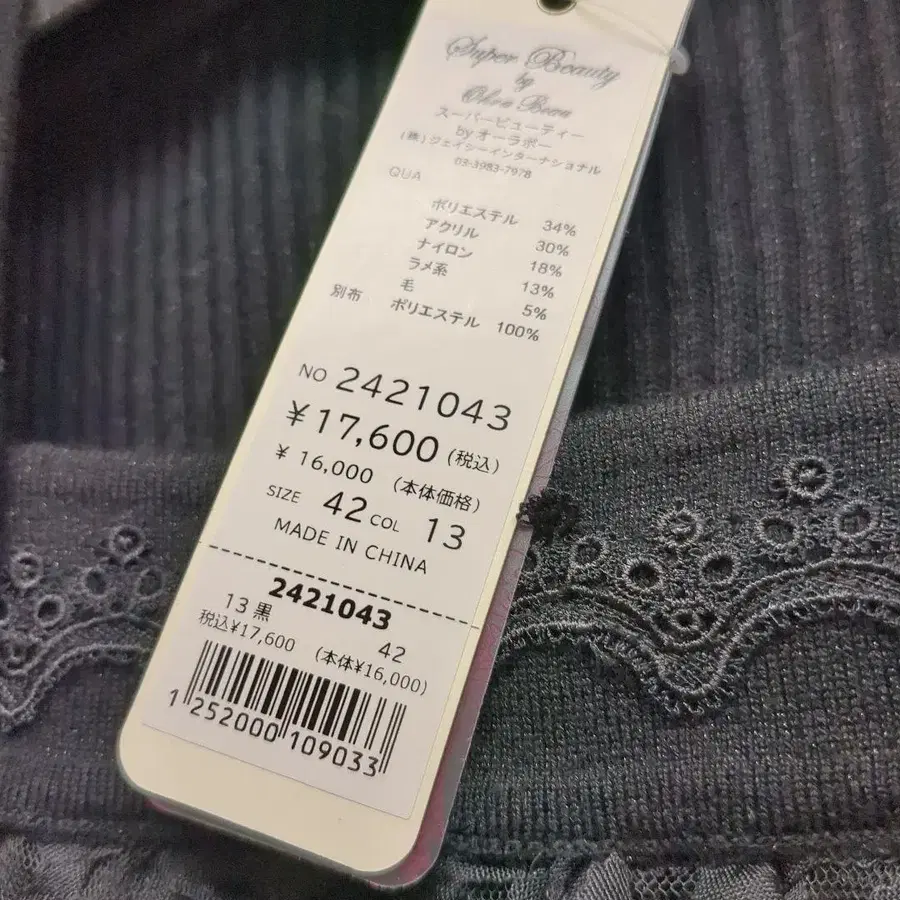 Super Beauty
by
スーパービューティー
byオーラボー
(株)ジェイシーインターナショナル
03-3983-7978
QUA
ポリエステル 34%
アクリル 30%
ナイロン 18%
ラメ系 13%
毛 5%
別布 ポリエステル 100%
NO 2421043
¥17,600(税込)
¥ 16,000 (本体価格)
SIZE 42 COL 13
MADE IN CHINA
2421043
13 黒 42
税込¥17,600 (本体¥16,000)
1 252000 109033